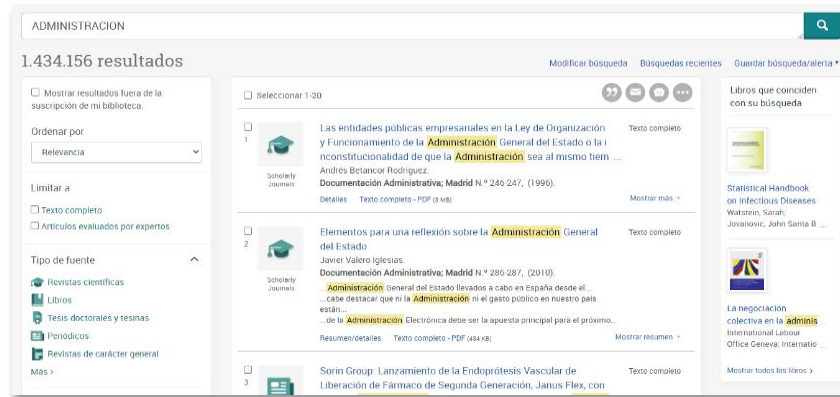 ADMINISTRACION
1.434.156 resultados
Modificar búsqueda Búsquedas recientes Guardar búsqueda/alerta
Mostrar resultados fuera de la
suscripción de mi biblioteca.
Ordenar por
Relevancia
Limitar a
Texto completo
Artículos evaluados por expertos
Tipo de fuente
Revistas científicas
Libros
Tesis doctorales y tesinas
Periódicos
Revistas de carácter general
Más ›
Seleccionar 1-20
1
Scholarly
Journals
Las entidades públicas empresariales en la Ley de Organización
y Funcionamiento de la Administración General del Estado o la i
nconstitucionalidad de que la Administración sea al mismo tiem ...
Andrés Betancor Rodríguez.
Documentación Administrativa; Madrid N.º 246-247, (1996).
Detalles Texto completo - PDF (8 MB)
Texto completo
Mostrar más
2
Scholarly
Journals
Elementos para una reflexión sobre la Administración General
del Estado
Javier Valero Iglesias.
Documentación Administrativa; Madrid N.º 286-287, (2010).
...Administración General del Estado llevados a cabo en España desde el...
...cabe destacar que ni la Administración ni el gasto público en nuestro país
están...
...de la Administración Electrónica debe ser la apuesta principal para el próximo...
Resumen/detalles Texto completo - PDF (434 KB)
Texto completo
Mostrar resumen
3
Sorin Group: Lanzamiento de la Endoprótesis Vascular de
Liberación de Fármaco de Segunda Generación, Janus Flex, con
Texto completo
Libros que coinciden
con su búsqueda
Statistical Handbook
on Infectious Diseases
Watstein, Sarah;
Jovanovic, John Santa B ...
La negociación
colectiva en la adminis ...
International Labour
Office Geneva; Internatio ...
Mostrar todos los libros ›